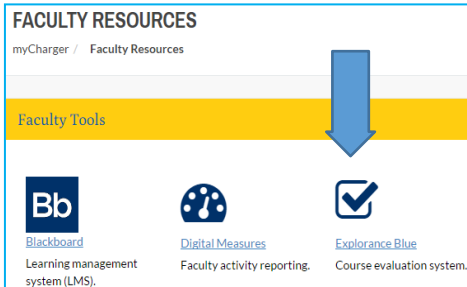 FACULTY RESOURCES
myCharger / Faculty Resources
Faculty Tools
Bb
Blackboard
Learning management
system (LMS).
Digital Measures
Faculty activity reporting.
Explorance Blue
Course evaluation system.